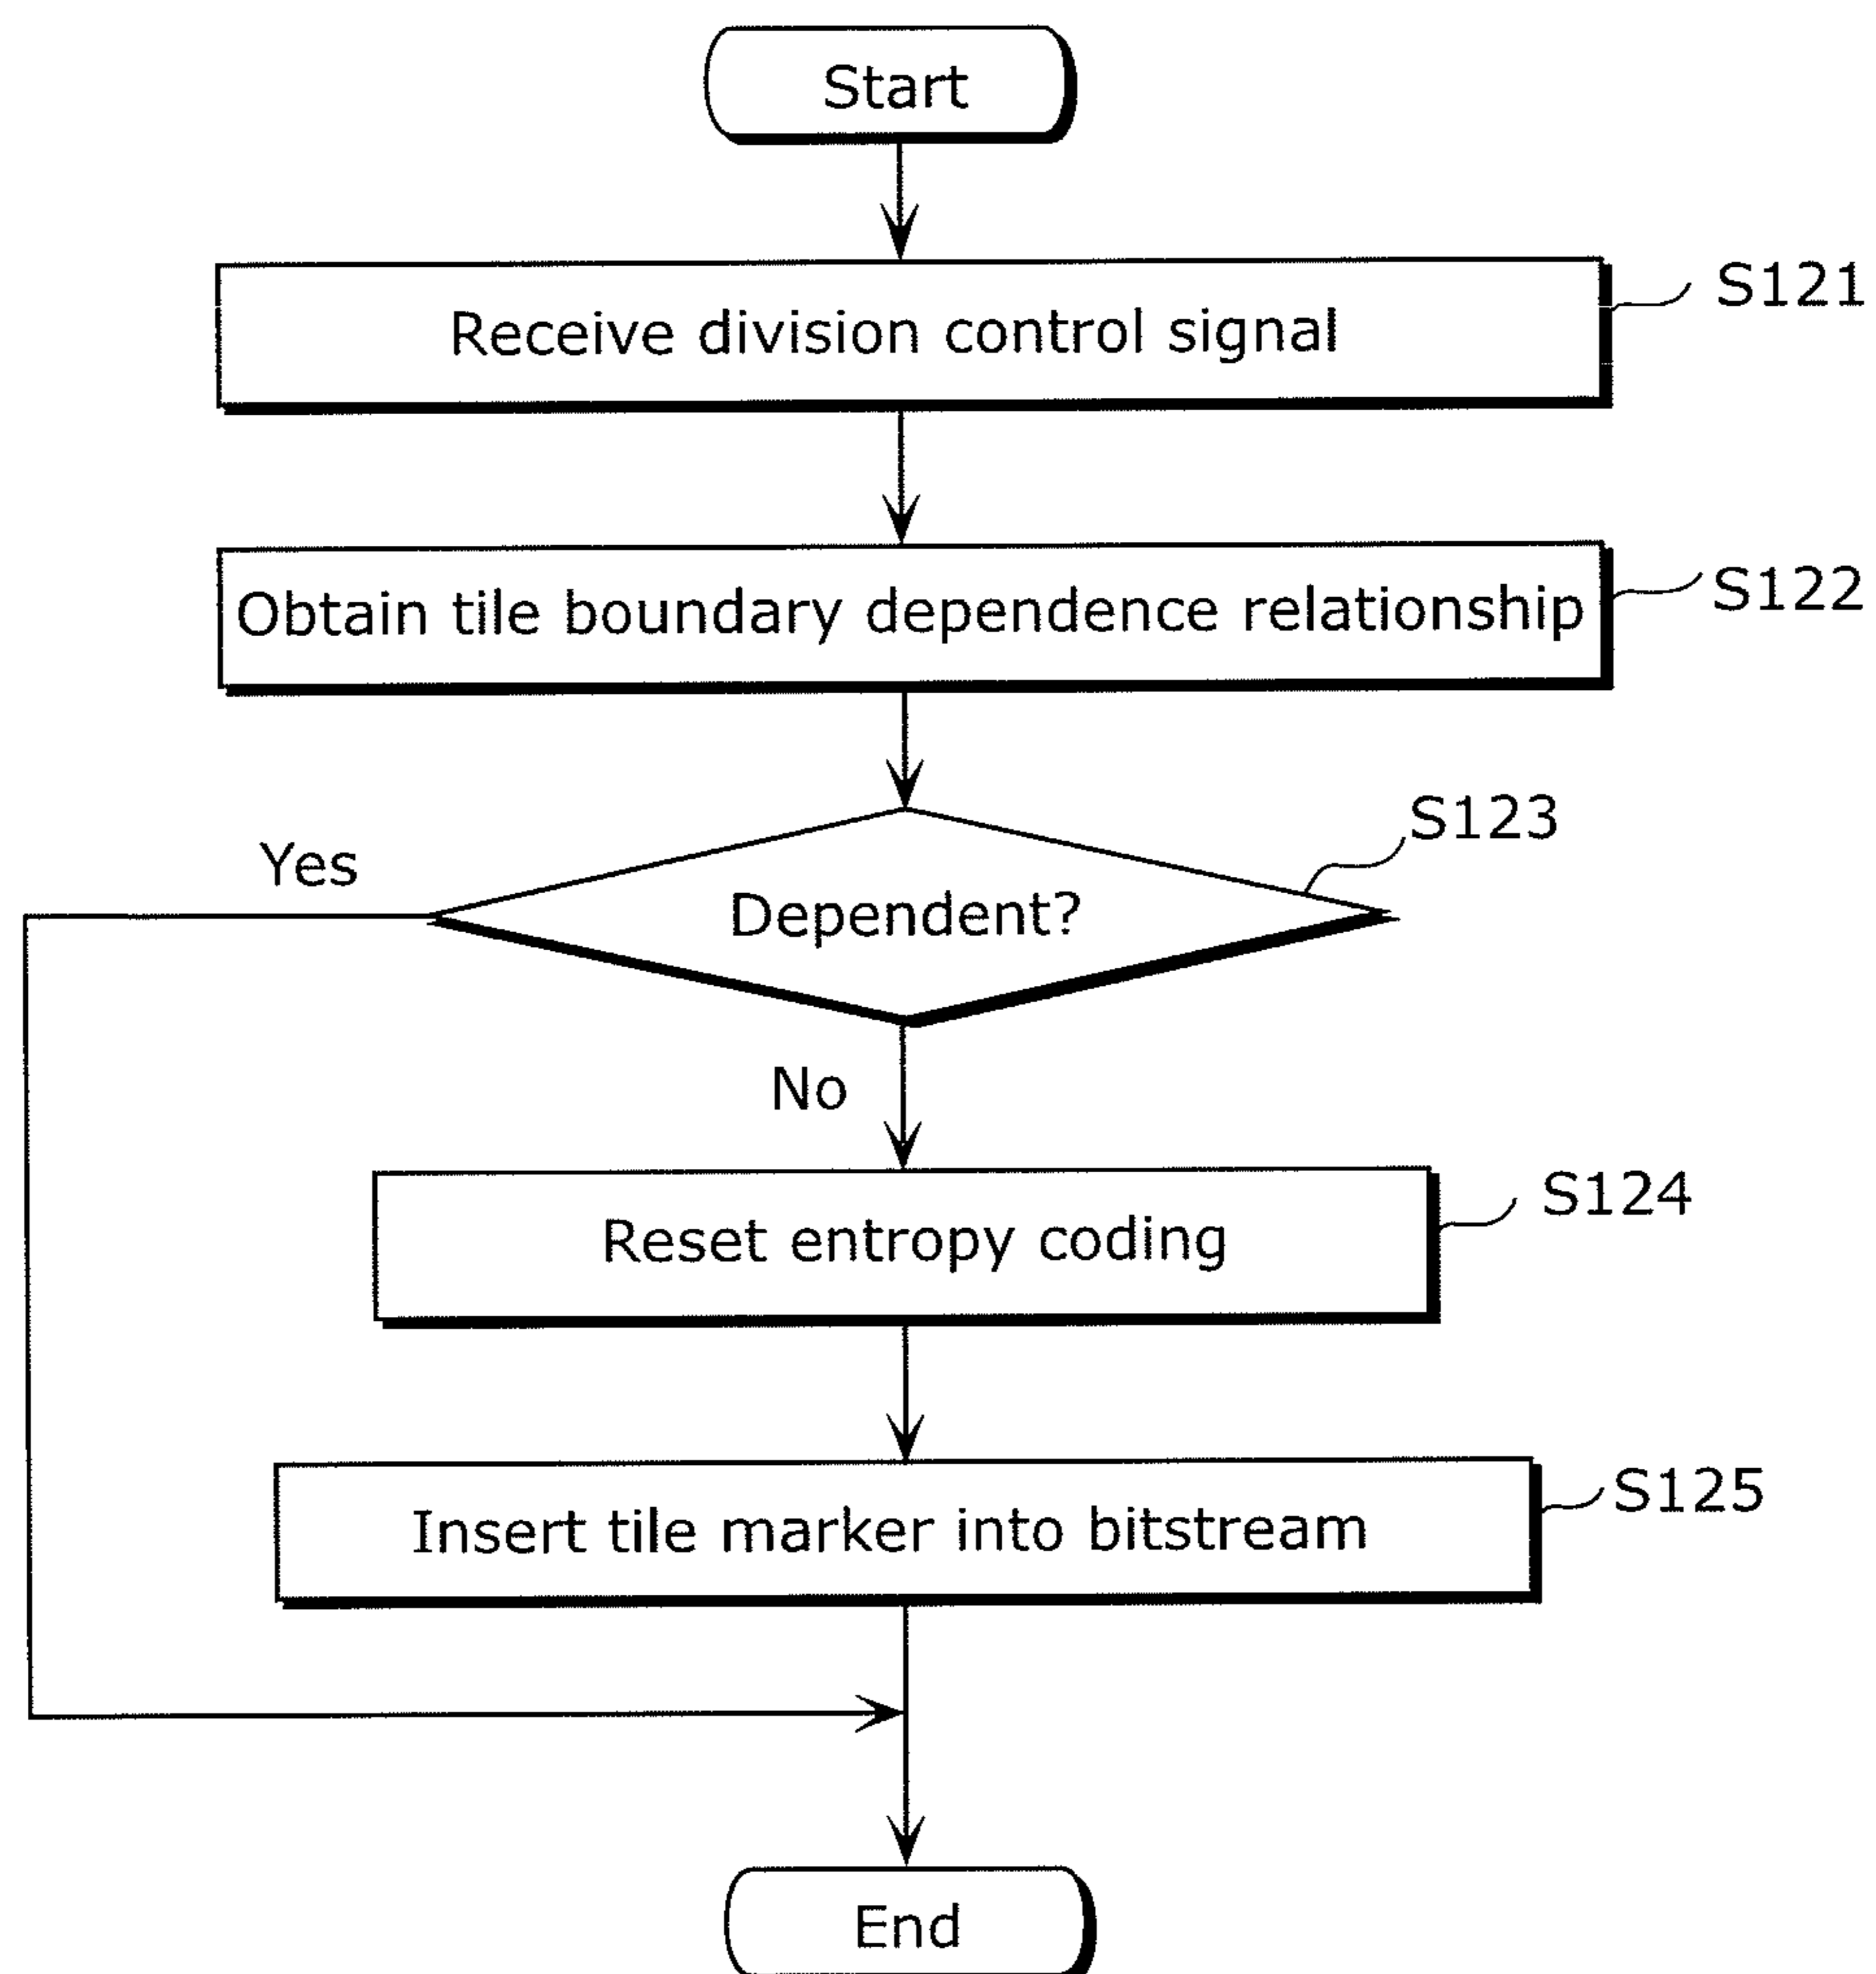 Start
Receive division control signal
S121
Obtain tile boundary dependence relationship
S122
S123
Yes
Dependent?
No
Reset entropy coding
S124
Insert tile marker into bitstream
S125
End